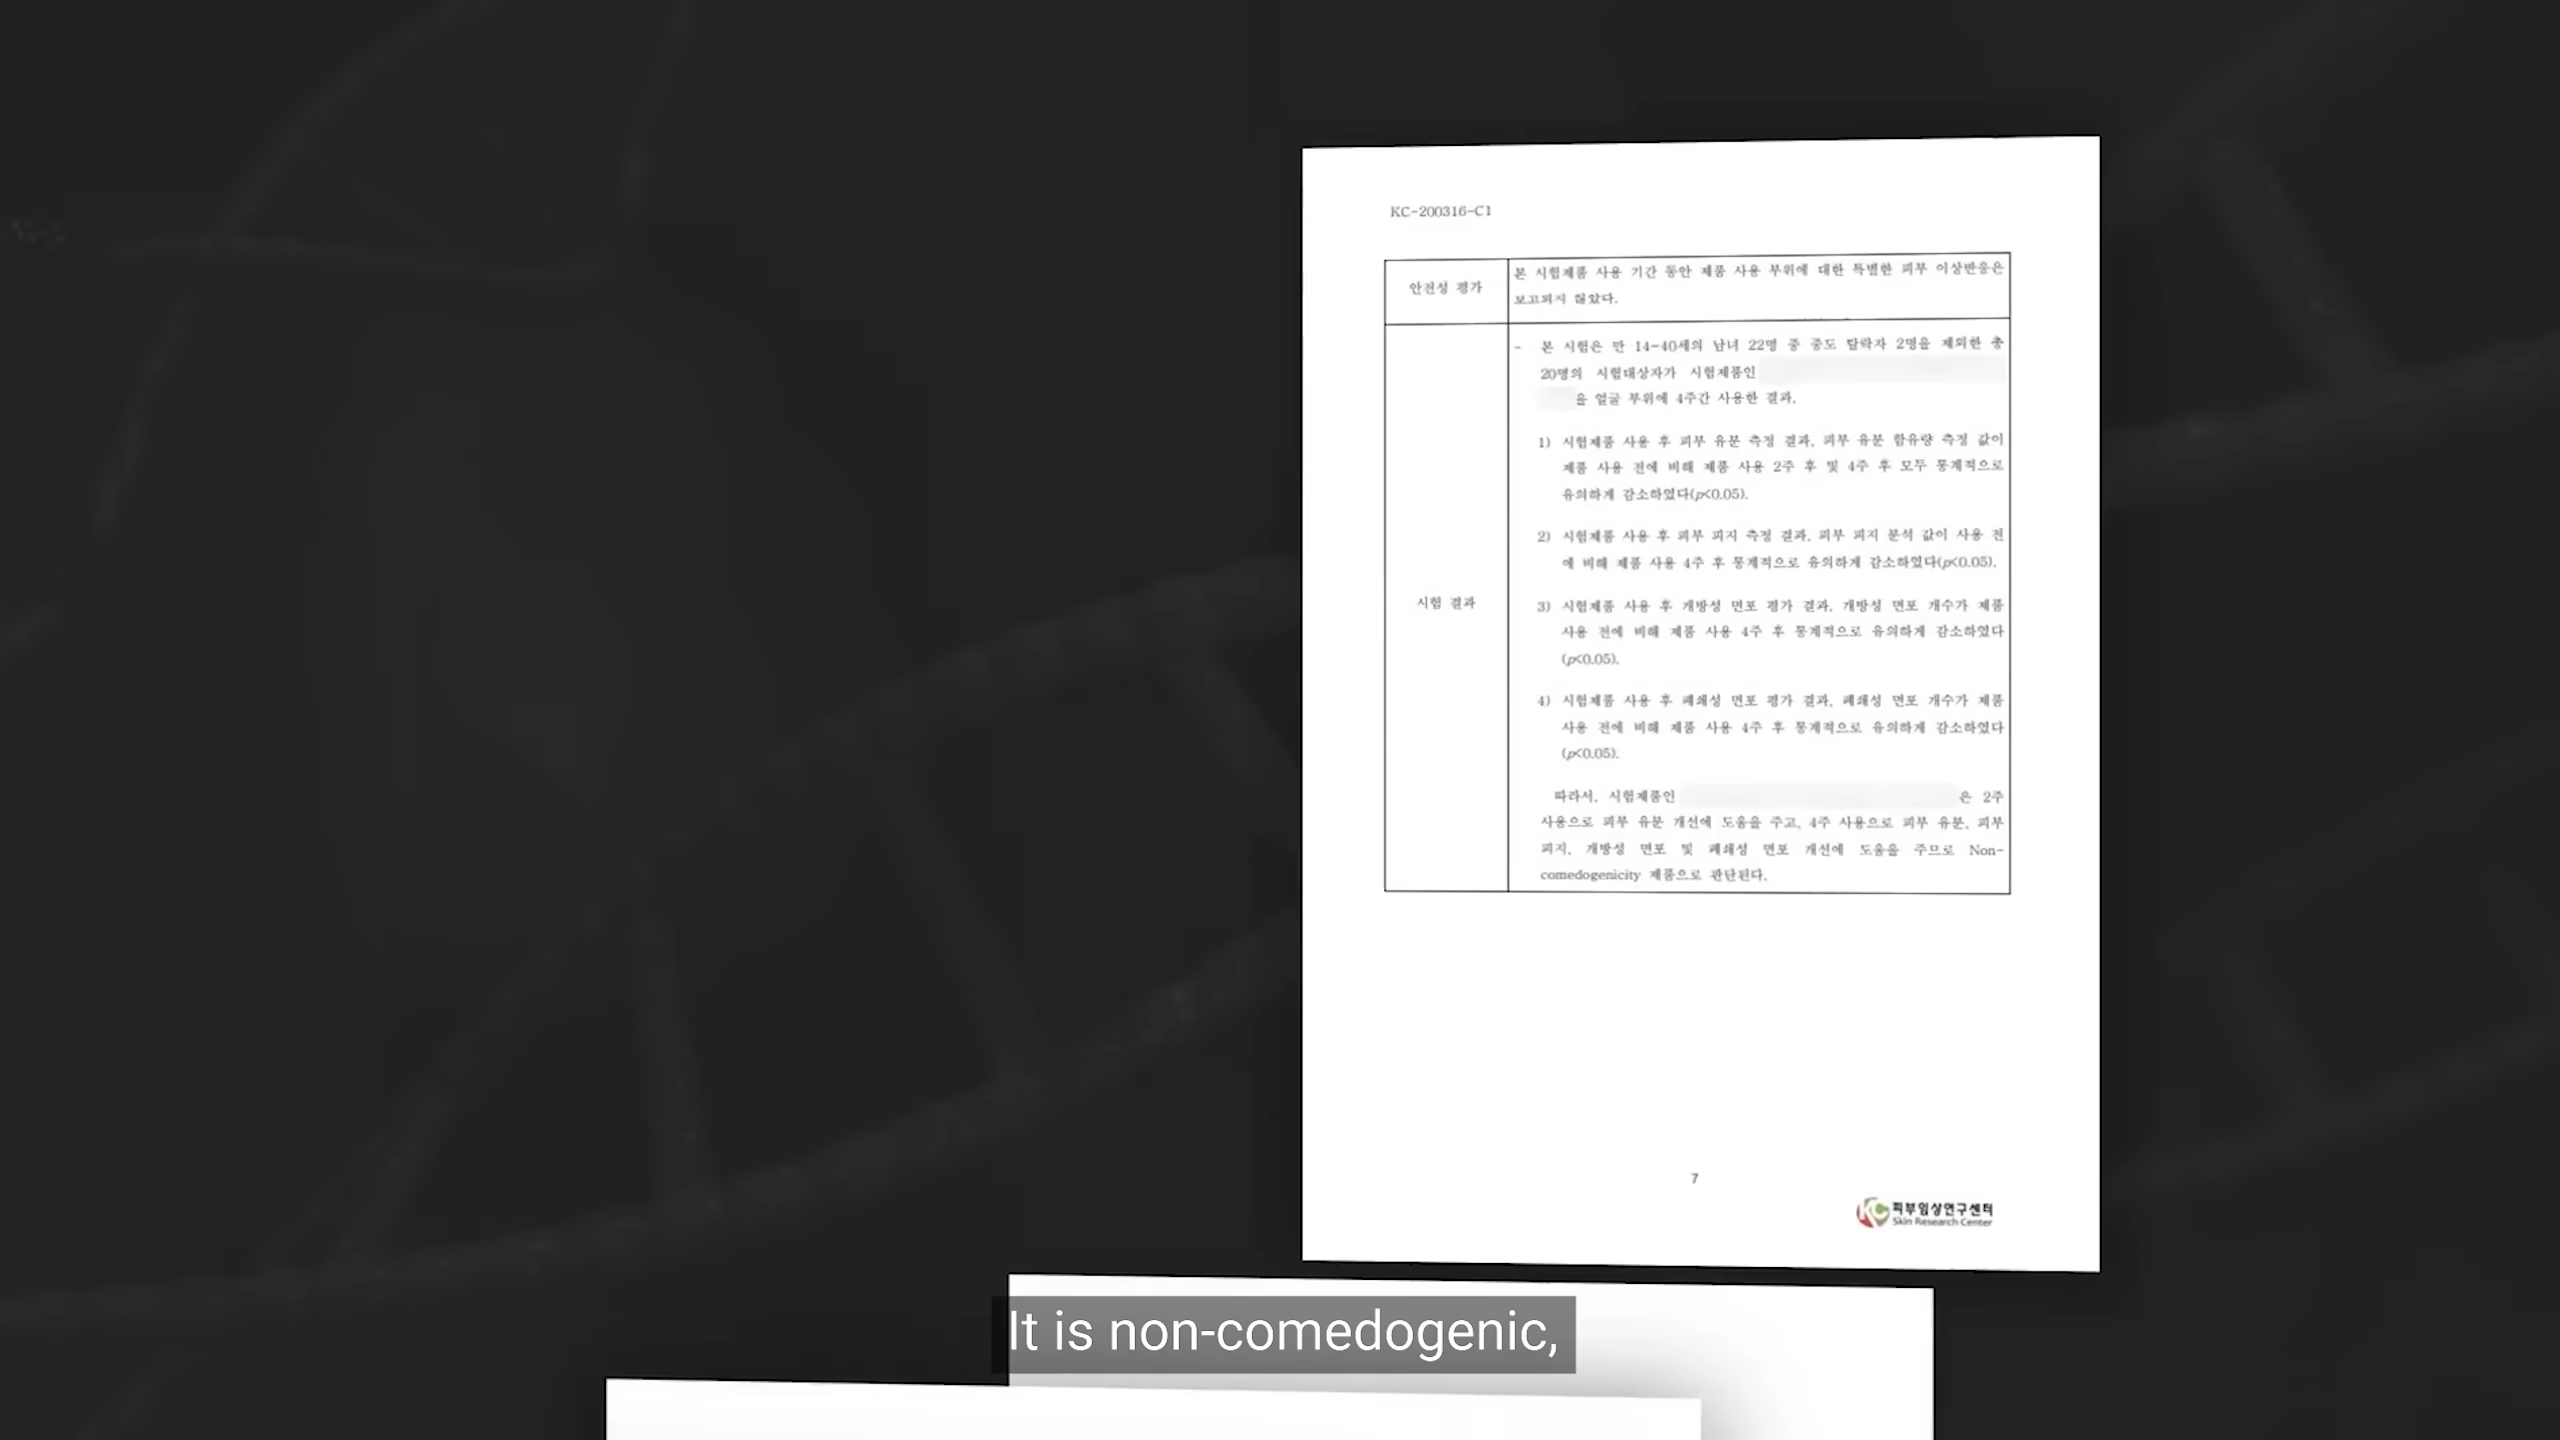 KC-200316-C1
안전성 평가
본 시험제품 사용 기간 동안 제품 사용 부위에 대한 특별한 피부 이상반응은
보고되지 않았다.
시험 결과
- 본 시험은 만 14-40세의 남녀 22명 중 중도 탈락자 2명을 제외한 총
20명의 시험대상자가 시험제품인
을 얼굴 부위에 4주간 사용한 결과,
1) 시험제품 사용 후 피부 유분 측정 결과, 피부 유분 함유량 측정 값이
제품 사용 전에 비해 제품 사용 2주 후 및 4주 후 모두 통계적으로
유의하게 감소하였다(p<0.05).
2) 시험제품 사용 후 피부 피지 측정 결과, 피부 피지 분석 값이 사용 전
에 비해 제품 사용 4주 후 통계적으로 유의하게 감소하였다(p<0.05).
3) 시험제품 사용 후 개방성 면포 평가 결과, 개방성 면포 개수가 제품
사용 전에 비해 제품 사용 4주 후 통계적으로 유의하게 감소하였다
(p<0.05).
4) 시험제품 사용 후 폐쇄성 면포 평가 결과, 폐쇄성 면포 개수가 제품
사용 전에 비해 제품 사용 4주 후 통계적으로 유의하게 감소하였다
(p<0.05).
따라서, 시험제품인 은 2주
사용으로 피부 유분 개선에 도움을 주고, 4주 사용으로 피부 유분, 피부
피지, 개방성 면포 및 폐쇄성 면포 개선에 도움을 주므로 Non-
comedogenicity 제품으로 판단된다.
7
KC 피부임상연구센터
Skin Research Center
It is non-comedogenic,